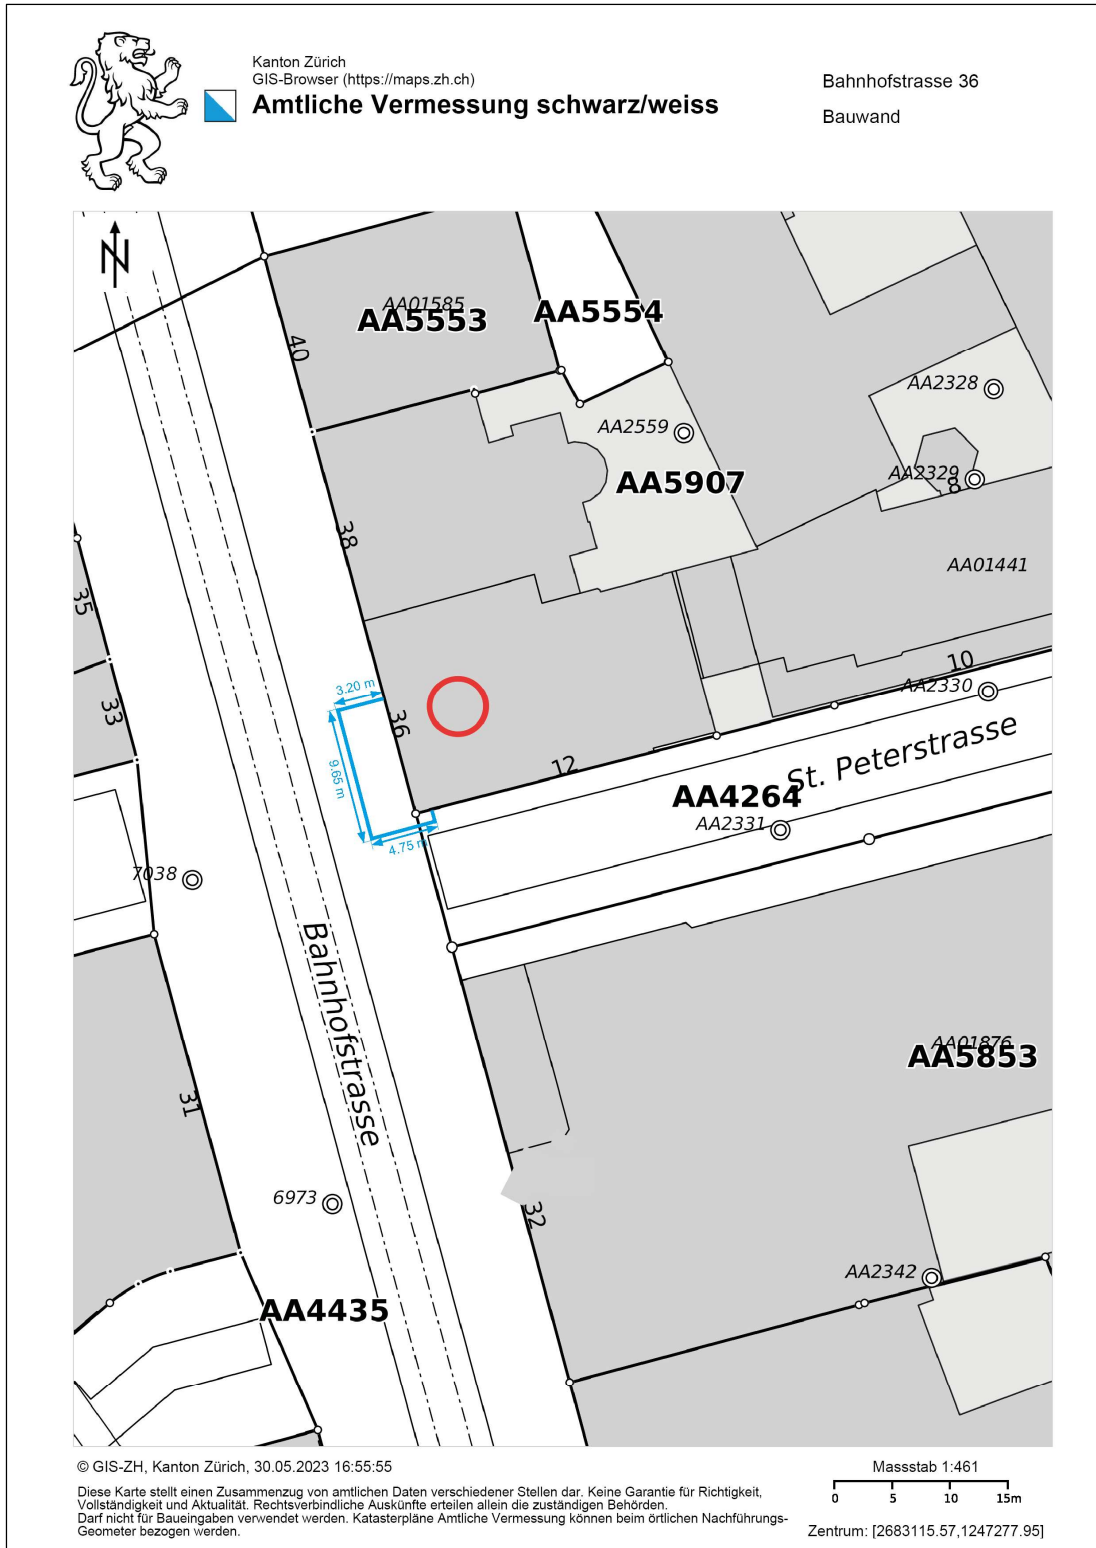 Kanton Zürich
GIS-Browser (https://maps.zh.ch)
Amtliche Vermessung schwarz/weiss
Bahnhofstrasse 36
Bauwand
N
AA01585
AA5553
AA5554
40
AA2328
AA2559
AA2329
8
AA5907
38
AA01441
35
10
3.20 m
AA2330
33
36
St. Peterstrasse
12
9.65 m
AA4264
AA2331
4.75 m
7038
Bahnhofstrasse
AA01876
AA5853
31
6973
32
AA2342
AA4435
© GIS-ZH, Kanton Zürich, 30.05.2023 16:55:55
Diese Karte stellt einen Zusammenzug von amtlichen Daten verschiedener Stellen dar. Keine Garantie für Richtigkeit,
Vollständigkeit und Aktualität. Rechtsverbindliche Auskünfte erteilen allein die zuständigen Behörden.
Darf nicht für Baueingaben verwendet werden. Katasterpläne Amtliche Vermessung können beim örtlichen Nachführungs-
Geometer bezogen werden.
Massstab 1:461
0 5 10 15m
Zentrum: [2683115.57,1247277.95]